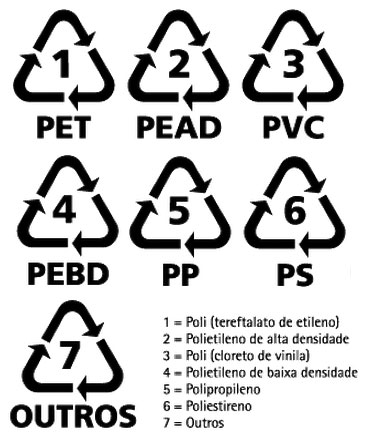 1 2 3
PET PEAD PVC
4 5 6
PEBD PP PS
7
OUTROS
1 = Poli (tereftalato de etileno)
2 = Polietileno de alta densidade
3 = Poli (cloreto de vinila)
4 = Polietileno de baixa densidade
5 = Polipropileno
6 = Poliestireno
7 = Outros